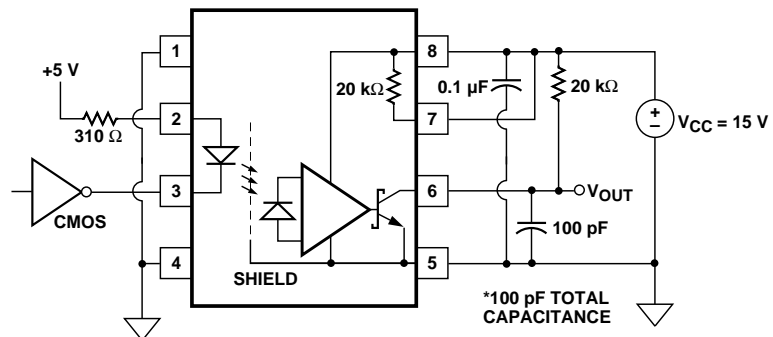 +5 V
310 Ω
CMOS
1
2
3
4
SHIELD
20 kΩ
8
7
6
5
0.1 µF
20 kΩ
VCC = 15 V
VOUT
100 pF
*100 pF TOTAL
CAPACITANCE
+
–